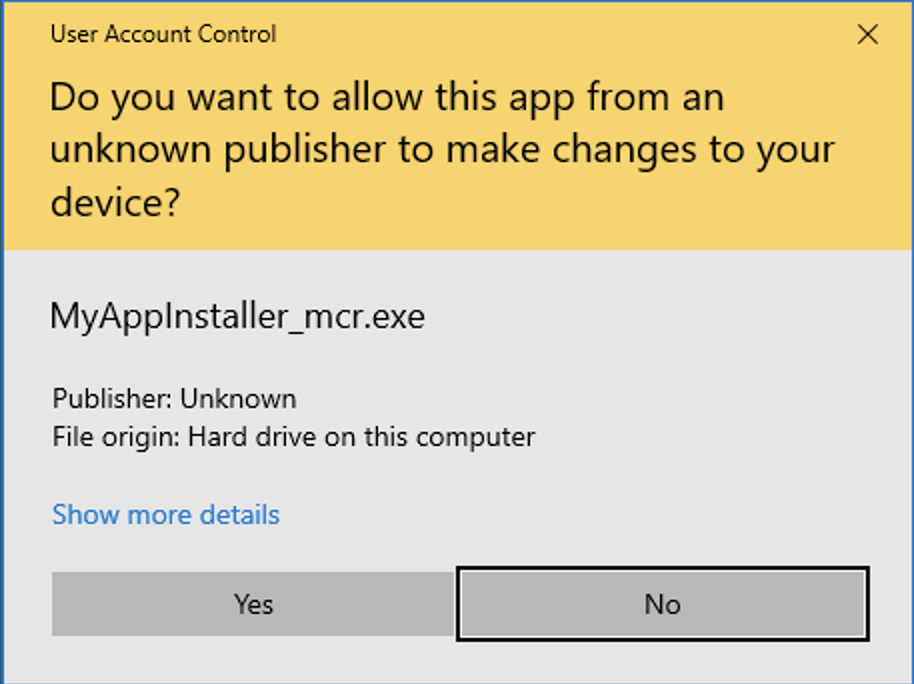 User Account Control
Do you want to allow this app from an
unknown publisher to make changes to your
device?
MyAppInstaller_mcr.exe
Publisher: Unknown
File origin: Hard drive on this computer
Show more details
Yes
No